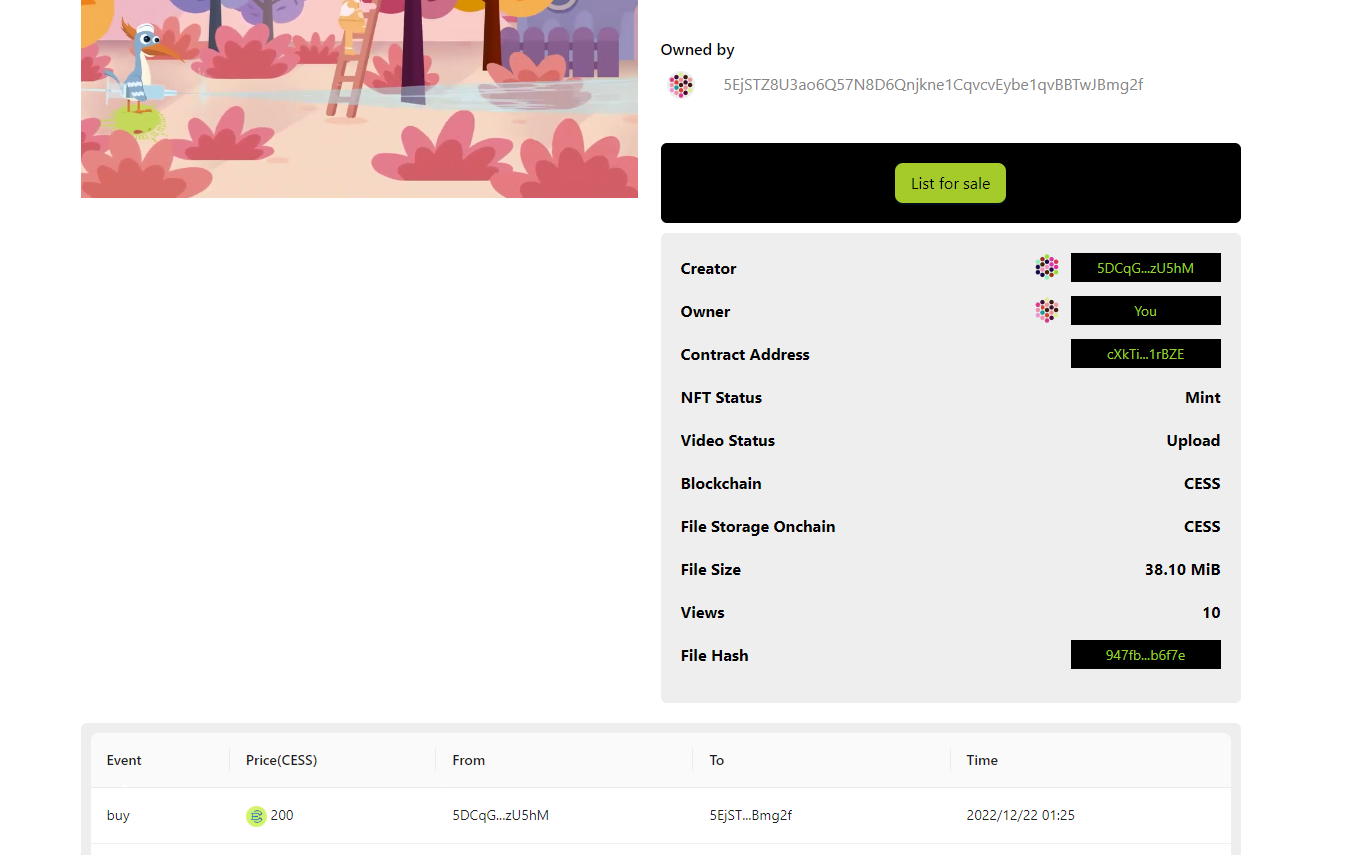 Owned by
5EjSTZ8U3ao6Q57N8D6Qnjkne1CqvcvEybe1qvBBTwJBmg2f
List for sale
Creator 5DCqG...zU5hM
Owner You
Contract Address cXkTi...1rBZE
NFT Status Mint
Video Status Upload
Blockchain CESS
File Storage Onchain CESS
File Size 38.10 MiB
Views 10
File Hash 947fb...b6f7e
Event Price(CESS) From To Time
buy 200 5DCqG...zU5hM 5EjST...Bmg2f 2022/12/22 01:25